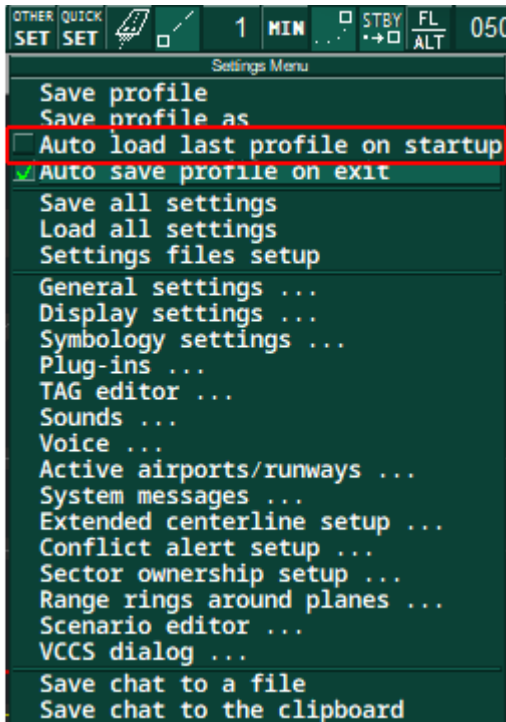 OTHER SET QUICK SET 1 MIN STBY FL ALT 050
Settings Menu
Save profile
Save profile as
Auto load last profile on startup
Auto save profile on exit
Save all settings
Load all settings
Settings files setup
General settings ...
Display settings ...
Symbology settings ...
Plug-ins ...
TAG editor ...
Sounds ...
Voice ...
Active airports/runways ...
System messages ...
Extended centerline setup ...
Conflict alert setup ...
Sector ownership setup ...
Range rings around planes ...
Scenario editor ...
VCCS dialog ...
Save chat to a file
Save chat to the clipboard